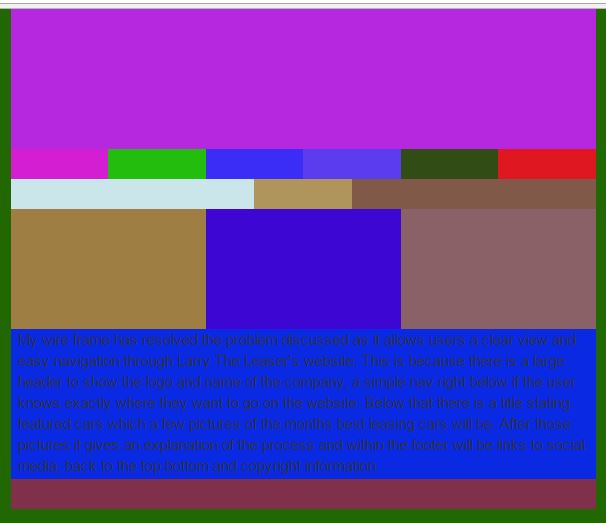 My wire frame has resolved the problem discussed as it allows users a clear view and
easy navigation through Larry The Leaser's website. This is because there is a large
header to show the logo and name of the company, a simple nav right below if the user
knows exactly where they want to go on the website. Below that there is a title stating
featured cars which a few pictures of the months best leasing cars will be. After those
pictures it gives an explanation of the process and within the footer will be links to social
media, back to the top bottom and copyright information.